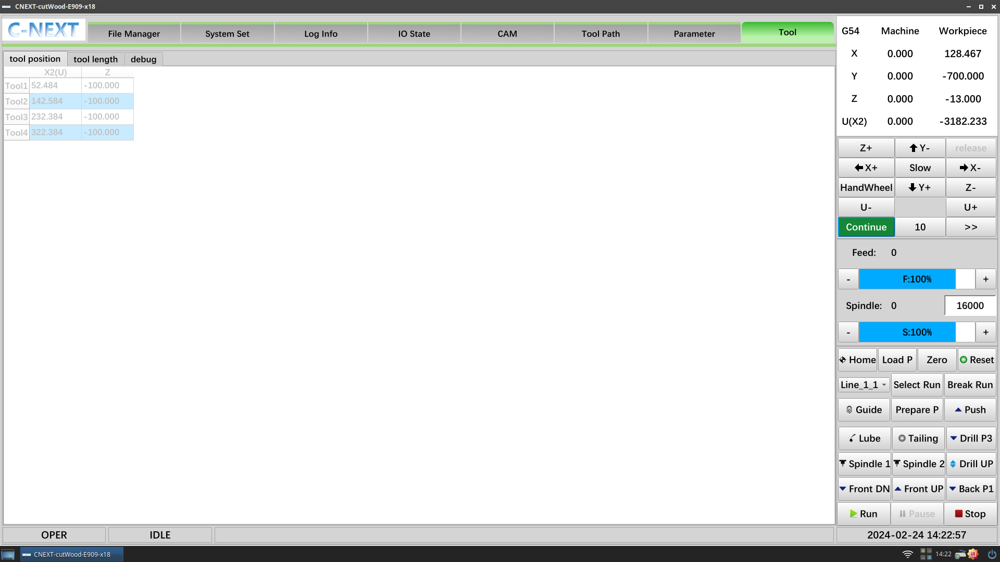 CNEXT-cutWood-E909-x18
C-NEXT
File Manager
System Set
Log Info
IO State
CAM
Tool Path
Parameter
Tool
tool position
tool length
debug
X2(U) Z
Tool1 52.484 -100.000
Tool2 142.584 -100.000
Tool3 232.384 -100.000
Tool4 322.384 -100.000
G54 Machine Workpiece
X 0.000 128.467
Y 0.000 -700.000
Z 0.000 -13.000
U(X2) 0.000 -3182.233
Z+ Y- release
X+ Slow X-
HandWheel Y+ Z-
U- U+
Continue 10 >>
Feed: 0
- F:100% +
Spindle: 0 16000
- S:100% +
Home Load P Zero Reset
Line_1_1 Select Run Break Run
Guide Prepare P Push
Lube Tailing Drill P3
Spindle 1 Spindle 2 Drill UP
Front DN Front UP Back P1
Run Pause Stop
OPER IDLE 2024-02-24 14:22:57
CNEXT-cutWood-E909-x18 14:22 拼